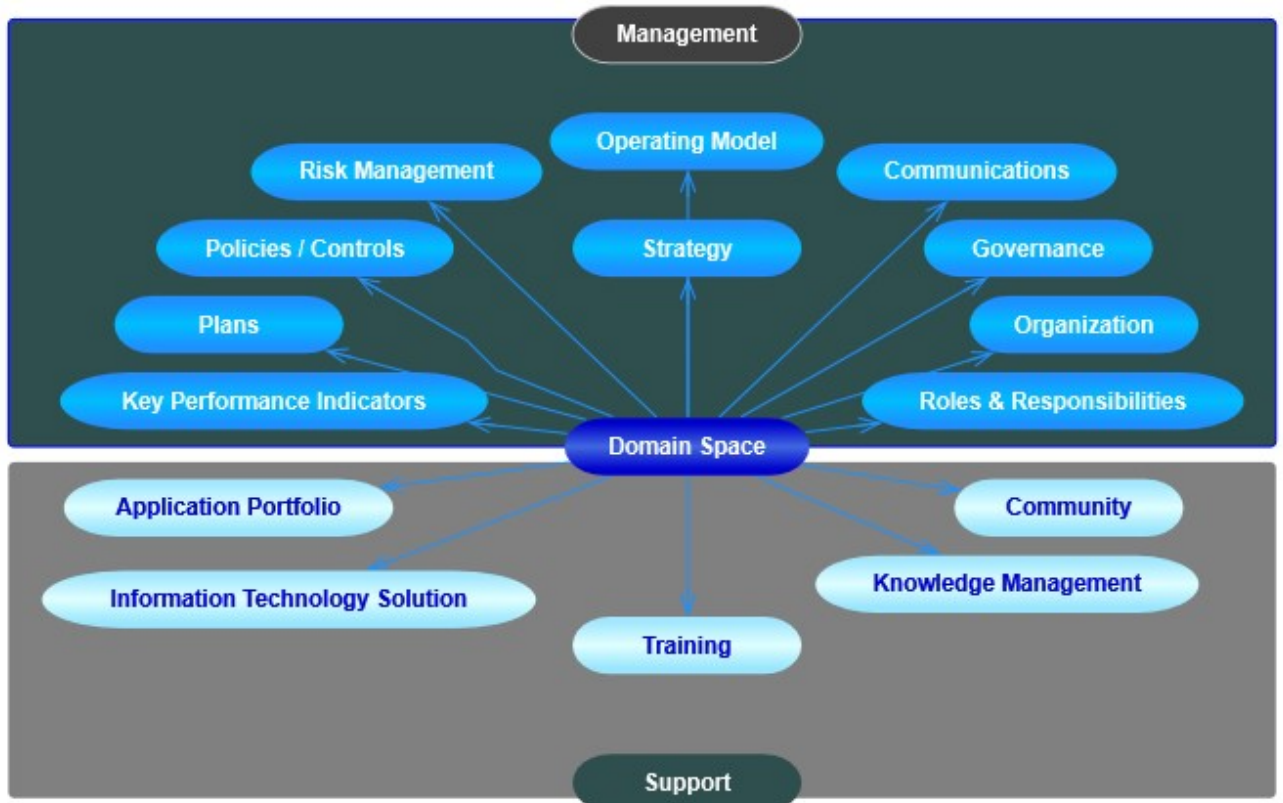 Management
Operating Model
Risk Management
Communications
Policies / Controls
Strategy
Governance
Plans
Organization
Key Performance Indicators
Roles & Responsibilities
Domain Space
Application Portfolio
Community
Information Technology Solution
Knowledge Management
Training
Support